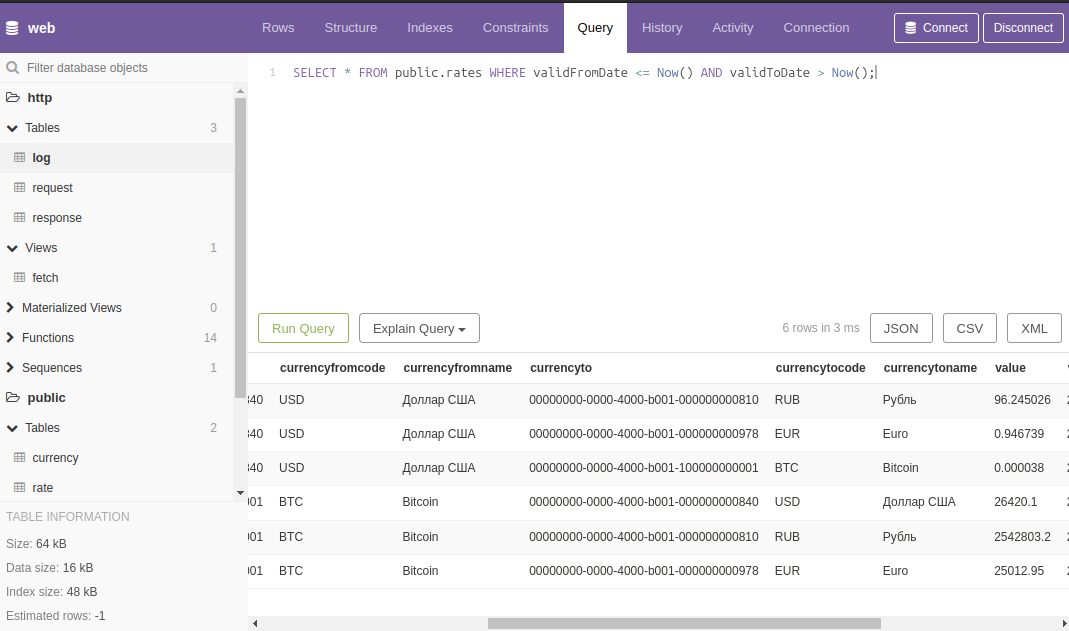 web
Rows Structure Indexes Constraints Query History Activity Connection Connect Disconnect
Filter database objects
http
Tables 3
log
request
response
Views 1
fetch
Materialized Views 0
Functions 14
Sequences 1
public
Tables 2
currency
rate
TABLE INFORMATION
Size: 64 kB
Data size: 16 kB
Index size: 48 kB
Estimated rows: -1
1 SELECT * FROM public.rates WHERE validFromDate <= Now() AND validToDate > Now();
Run Query Explain Query 6 rows in 3 ms JSON CSV XML
currencyfromcode currencyfromname currencyto currencytocode currencytoname value
840 USD Доллар США 00000000-0000-4000-b001-000000000810 RUB Рубль 96.245026
840 USD Доллар США 00000000-0000-4000-b001-000000000978 EUR Euro 0.946739
840 USD Доллар США 00000000-0000-4000-b001-100000000001 BTC Bitcoin 0.000038
001 BTC Bitcoin 00000000-0000-4000-b001-000000000840 USD Доллар США 26420.1
001 BTC Bitcoin 00000000-0000-4000-b001-000000000810 RUB Рубль 2542803.2
001 BTC Bitcoin 00000000-0000-4000-b001-000000000978 EUR Euro 25012.95